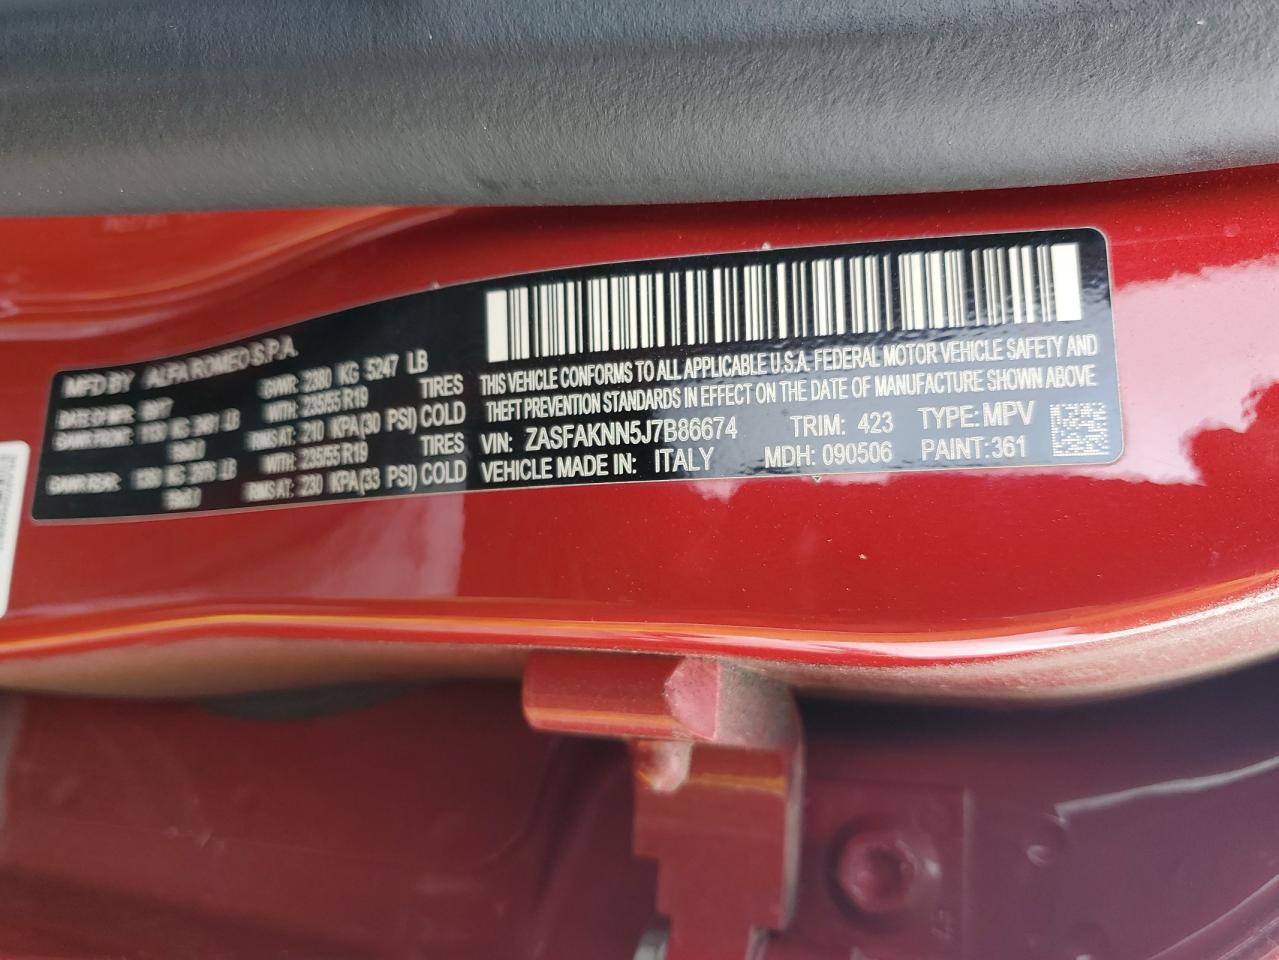 MFD BY ALFA ROMEO S.P.A.
GVWR: 2380 KG 5247 LB
WITH: 235/55 R19 TIRES
RIMS AT: 210 KPA(30 PSI) COLD
WITH: 235/55 R19 TIRES
RIMS AT: 230 KPA(33 PSI) COLD
THIS VEHICLE CONFORMS TO ALL APPLICABLE U.S.A. FEDERAL MOTOR VEHICLE SAFETY AND
THEFT PREVENTION STANDARDS IN EFFECT ON THE DATE OF MANUFACTURE SHOWN ABOVE
VIN: ZASFAKNN5J7B86674 TRIM: 423 TYPE: MPV
VEHICLE MADE IN: ITALY MDH: 090506 PAINT: 361